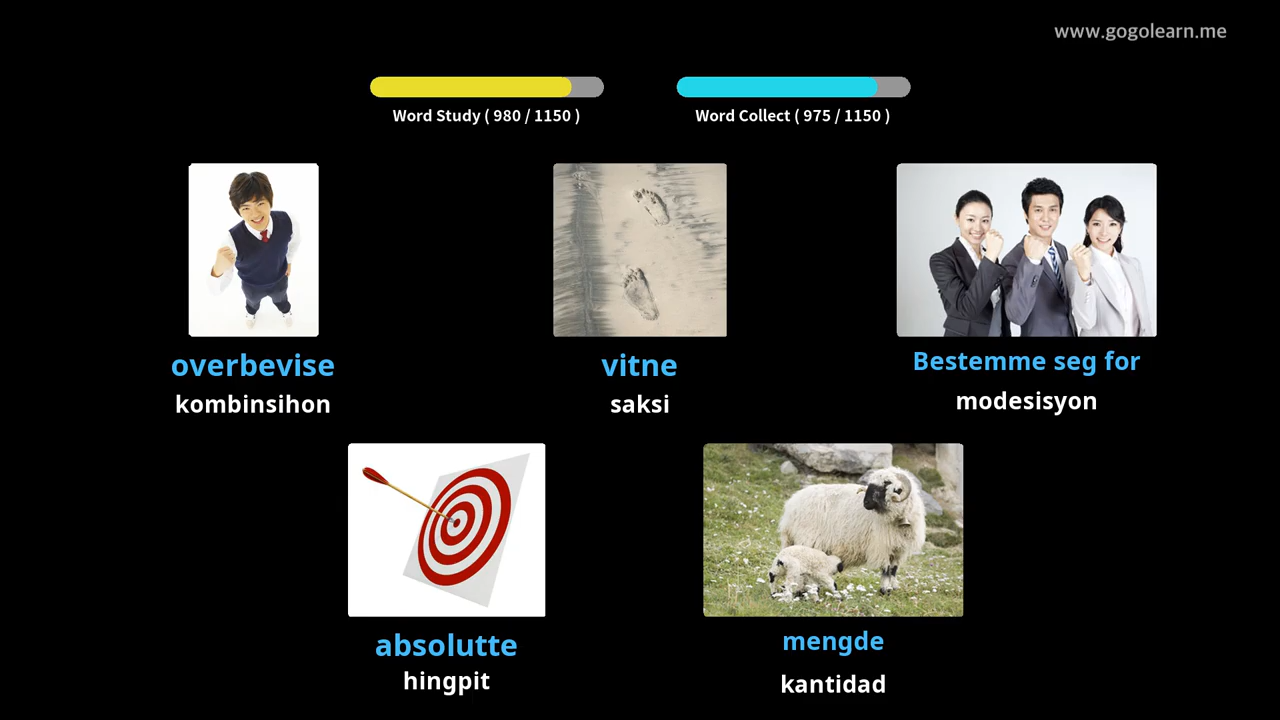 www.gogolearn.me
Word Study ( 980 / 1150 )
Word Collect ( 975 / 1150 )
overbevise
kombinsihon
vitne
saksi
Bestemme seg for
modesisyon
absolutte
hingpit
mengde
kantidad